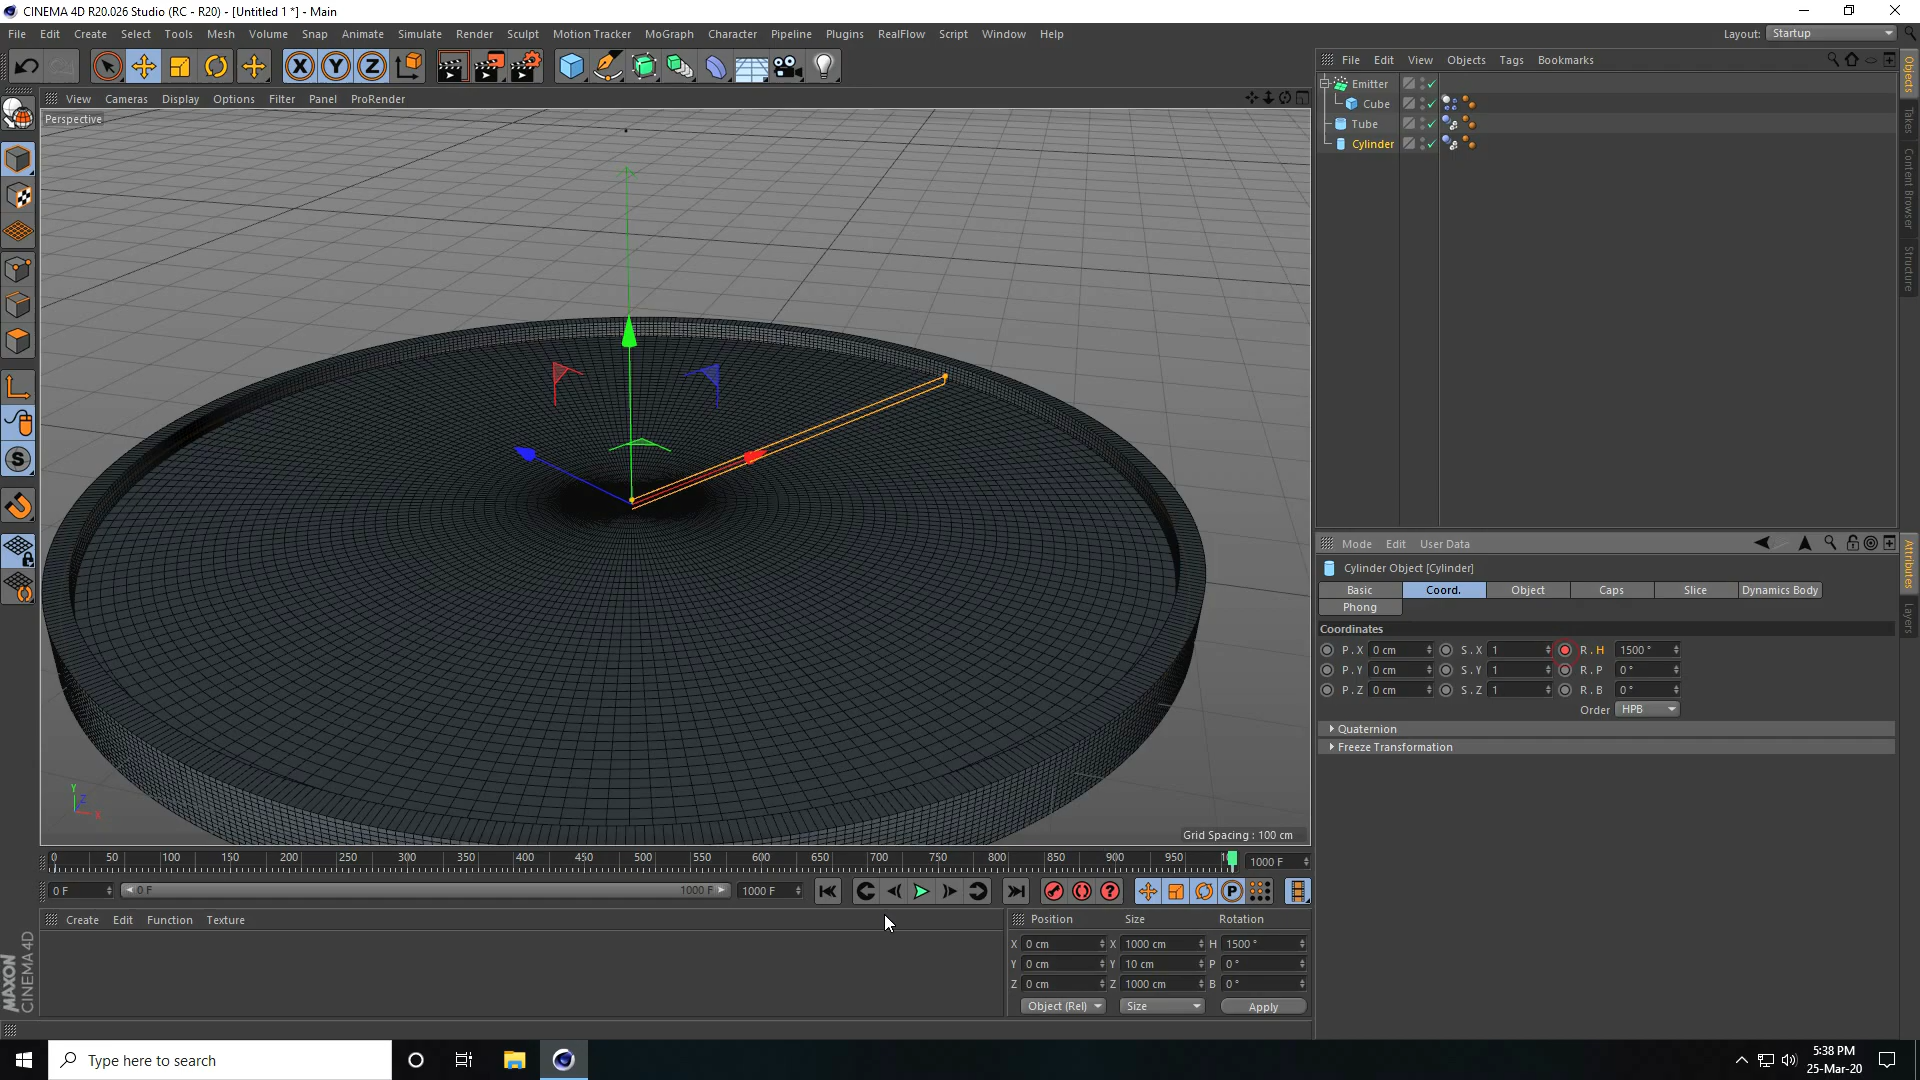 CINEMA 4D R20.026 Studio (RC - R20) - [Untitled 1 *] - Main
File Edit Create Select Tools Mesh Volume Snap Animate Simulate Render Sculpt Motion Tracker MoGraph Character Pipeline Plugins RealFlow Script Window Help
Layout: Startup
X Y Z
File Edit View Objects Tags Bookmarks
View Cameras Display Options Filter Panel ProRender
Perspective
Emitter
Cube
Tube
Cylinder
Objects
Takes
Content Browser
Structure
Mode Edit User Data
Cylinder Object [Cylinder]
Basic Coord. Object Caps Slice Dynamics Body
Phong
Coordinates
P . X 0 cm S . X 1 R . H 1500 °
P . Y 0 cm S . Y 1 R . P 0 °
P . Z 0 cm S . Z 1 R . B 0 °
Order HPB
Quaternion
Freeze Transformation
Attributes
Layers
S
Y
Z
X
Grid Spacing : 100 cm
0 50 100 150 200 250 300 350 400 450 500 550 600 650 700 750 800 850 900 950 1000 F
0 F 0 F 1000 F 1000 F
P
Create Edit Function Texture
Position Size Rotation
X 0 cm X 1000 cm H 1500 °
Y 0 cm Y 10 cm P 0 °
Z 0 cm Z 1000 cm B 0 °
Object (Rel) Size Apply
MAXON
CINEMA 4D
Type here to search
5:38 PM
25-Mar-20